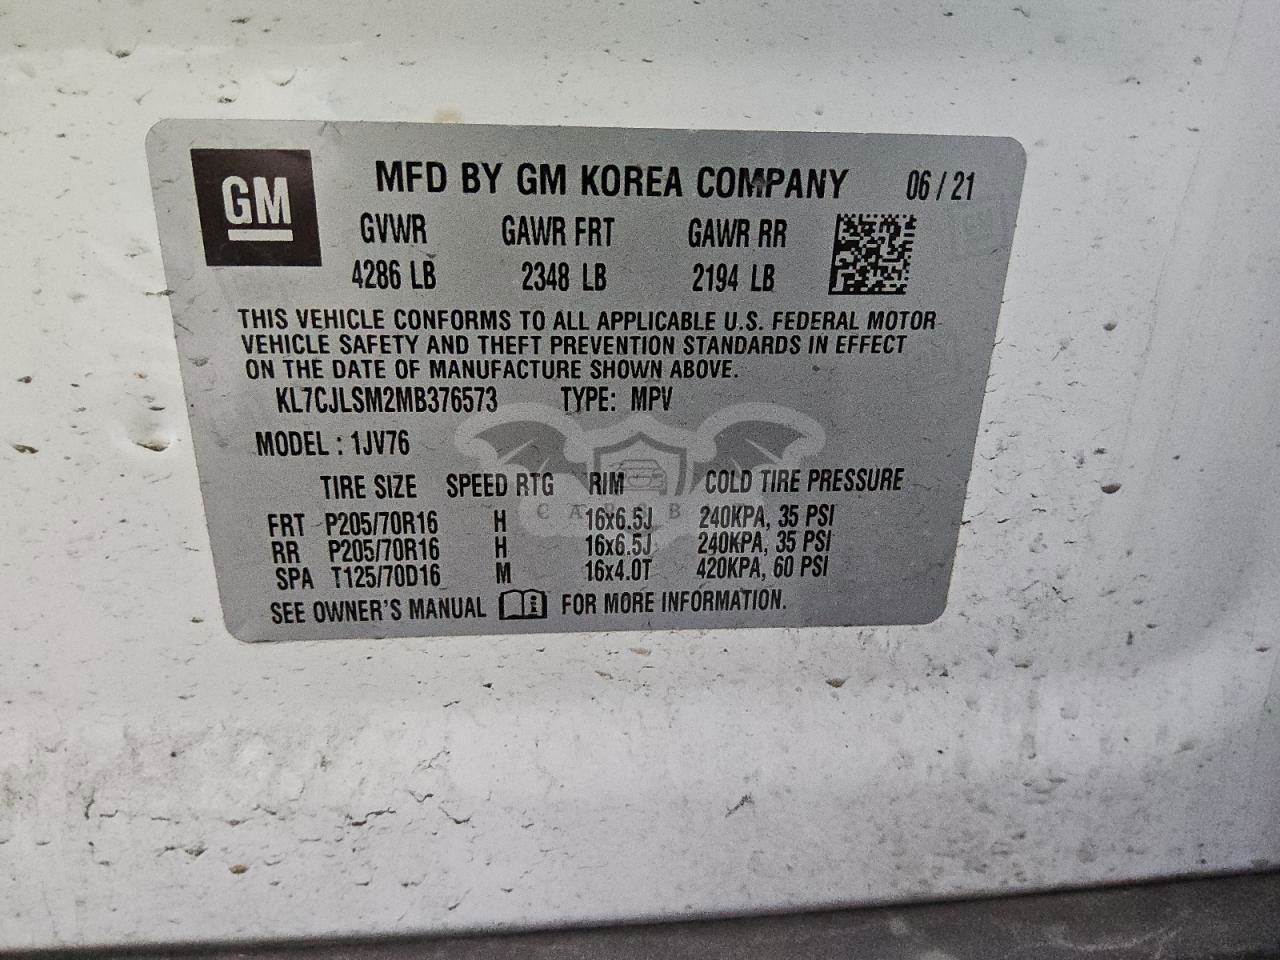 GM
MFD BY GM KOREA COMPANY 06 / 21
GVWR GAWR FRT GAWR RR
4286 LB 2348 LB 2194 LB
THIS VEHICLE CONFORMS TO ALL APPLICABLE U.S. FEDERAL MOTOR
VEHICLE SAFETY AND THEFT PREVENTION STANDARDS IN EFFECT
ON THE DATE OF MANUFACTURE SHOWN ABOVE.
KL7CJLSM2MB376573 TYPE: MPV
MODEL : 1JV76
TIRE SIZE SPEED RTG RIM COLD TIRE PRESSURE
FRT P205/70R16 H 16x6.5J 240KPA, 35 PSI
RR P205/70R16 H 16x6.5J 240KPA, 35 PSI
SPA T125/70D16 M 16x4.0T 420KPA, 60 PSI
SEE OWNER'S MANUAL FOR MORE INFORMATION.